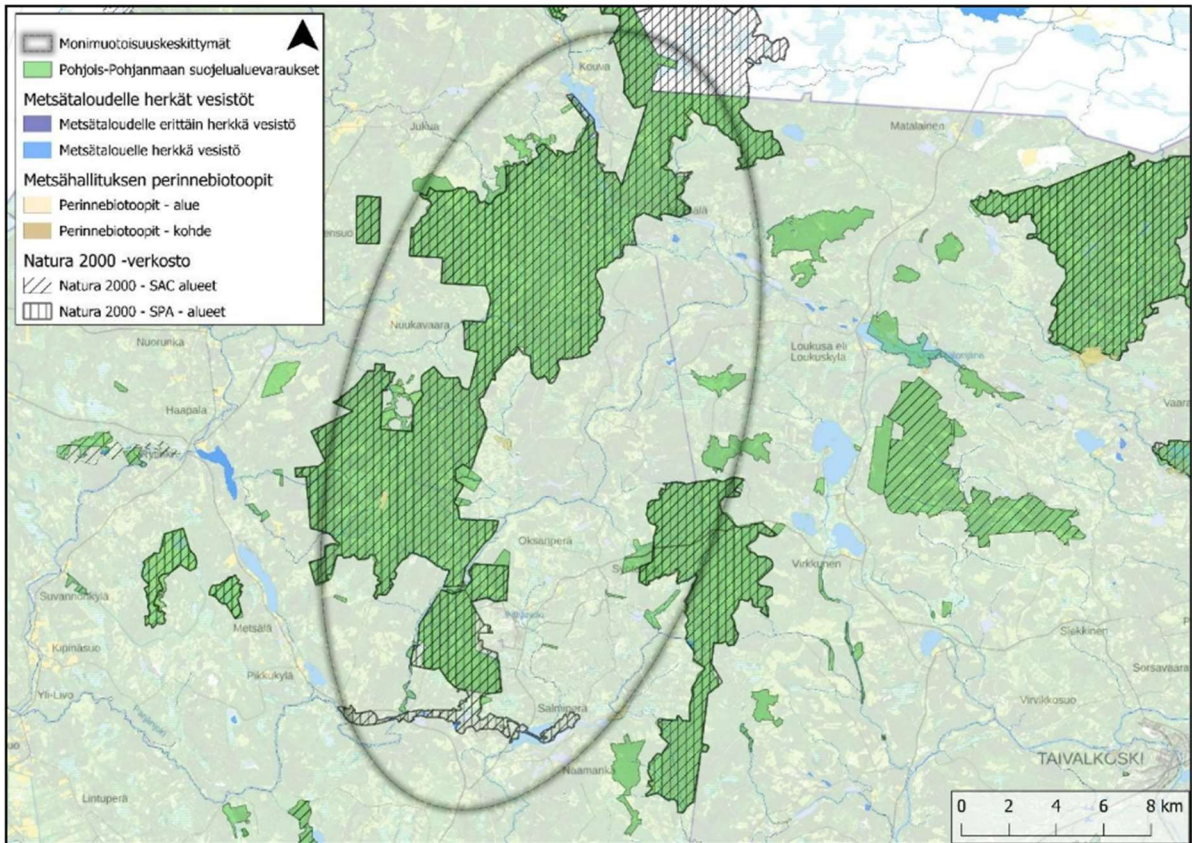 Monimuotoisuuskeskittymät
Pohjois-Pohjanmaan suojelualuevaraukset
Metsätaloudelle herkät vesistöt
Metsätaloudelle erittäin herkkä vesistö
Metsätalouelle herkkä vesistö
Metsähallituksen perinnebiotoopit
Perinnebiotoopit - alue
Perinnebiotoopit - kohde
Natura 2000 -verkosto
Natura 2000 - SAC alueet
Natura 2000 - SPA - alueet
Kouva
Jukua
Matalainen
Nuukavaara
Nuorunka
Loukusa eli
Loukuskylä
Haapala
Vaara
Oksanperä
Virkkunen
Suvannonkylä
Metsälä
Kipinäsuo
Siekkinen
Pikkukylä
Sorsavaara
Yli-Livo
Virväkkosuo
Salmiperä
TAIVALKOSKI
Naamanka
Lintuperä
0 2 4 6 8 km